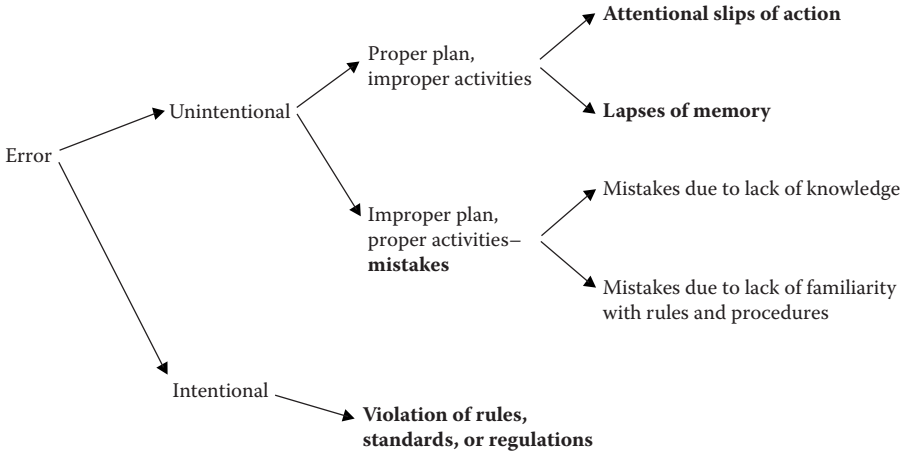 Attentional slips of action
Proper plan,
improper activities
Unintentional
Lapses of memory
Error
Mistakes due to lack of knowledge
Improper plan,
proper activities–
mistakes
Mistakes due to lack of familiarity
with rules and procedures
Intentional
Violation of rules,
standards, or regulations